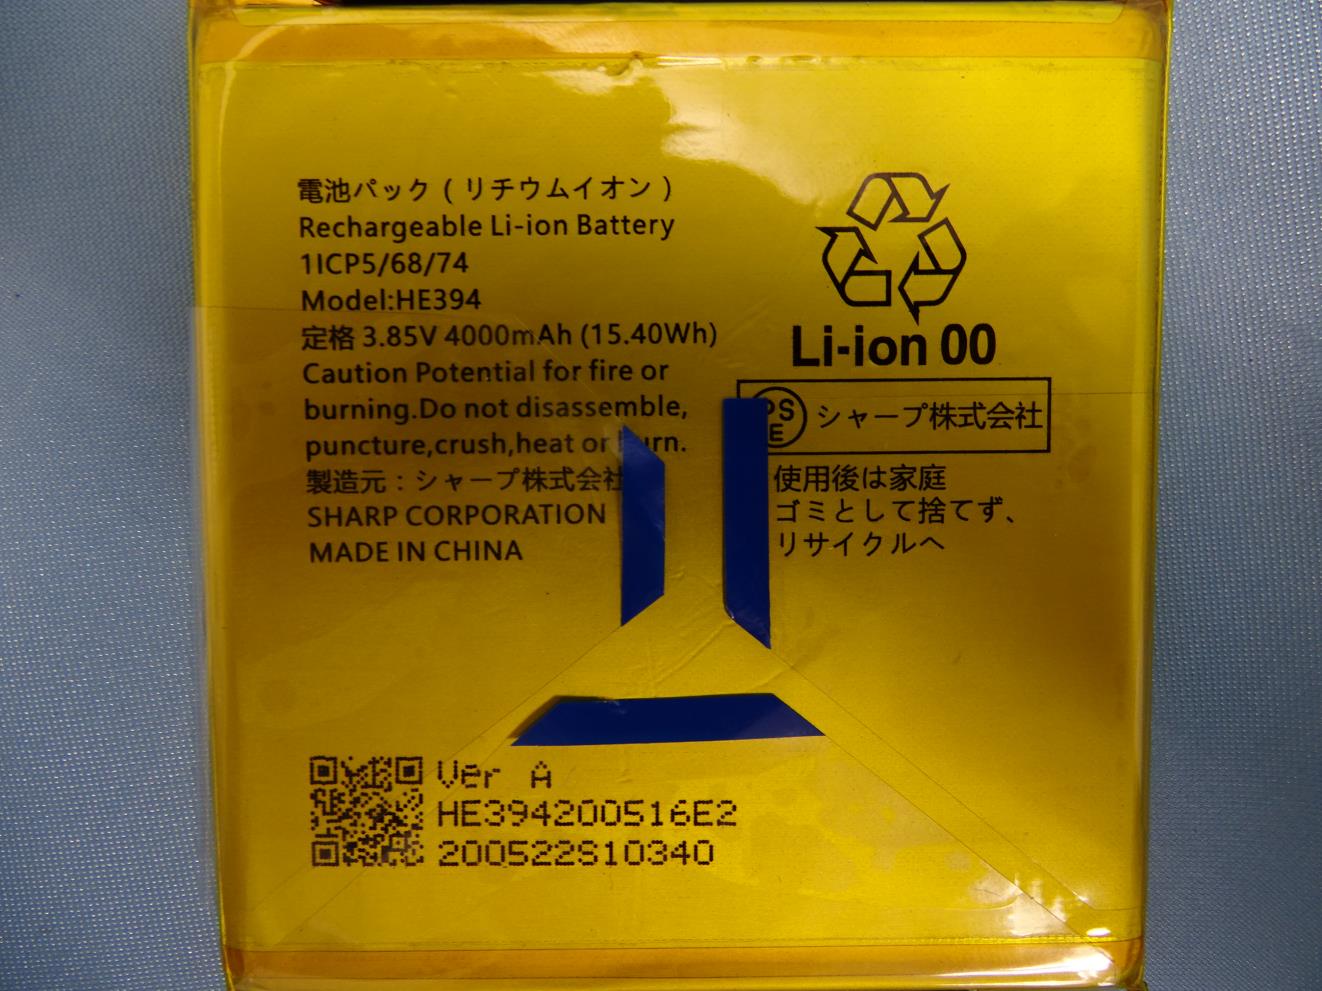 電池パック ( リチウムイオン )
Rechargeable Li-ion Battery
1ICP5/68/74
Model:HE394
定格 3.85V 4000mAh (15.40Wh)
Caution Potential for fire or
burning.Do not disassemble,
puncture,crush,heat or
製造元：シャープ株式会社
SHARP CORPORATION
MADE IN CHINA
Li-ion 00
PS
E
シャープ株式会社
使用後は家庭
ゴミとして捨てず、
リサイクルへ
Ver A
HE394200516E2
200522S10340